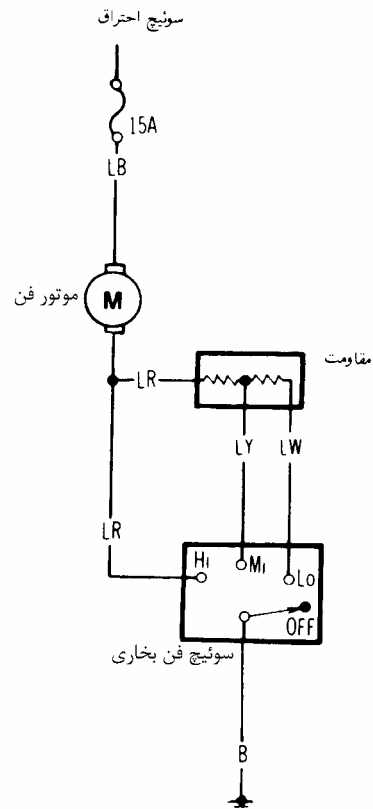 سوئیچ احتراق
15A
LB
موتور فن
M
مقاومت
LR
LY
LW
LR
Hi
Mi
Lo
OFF
سوئیچ فن بخاری
B